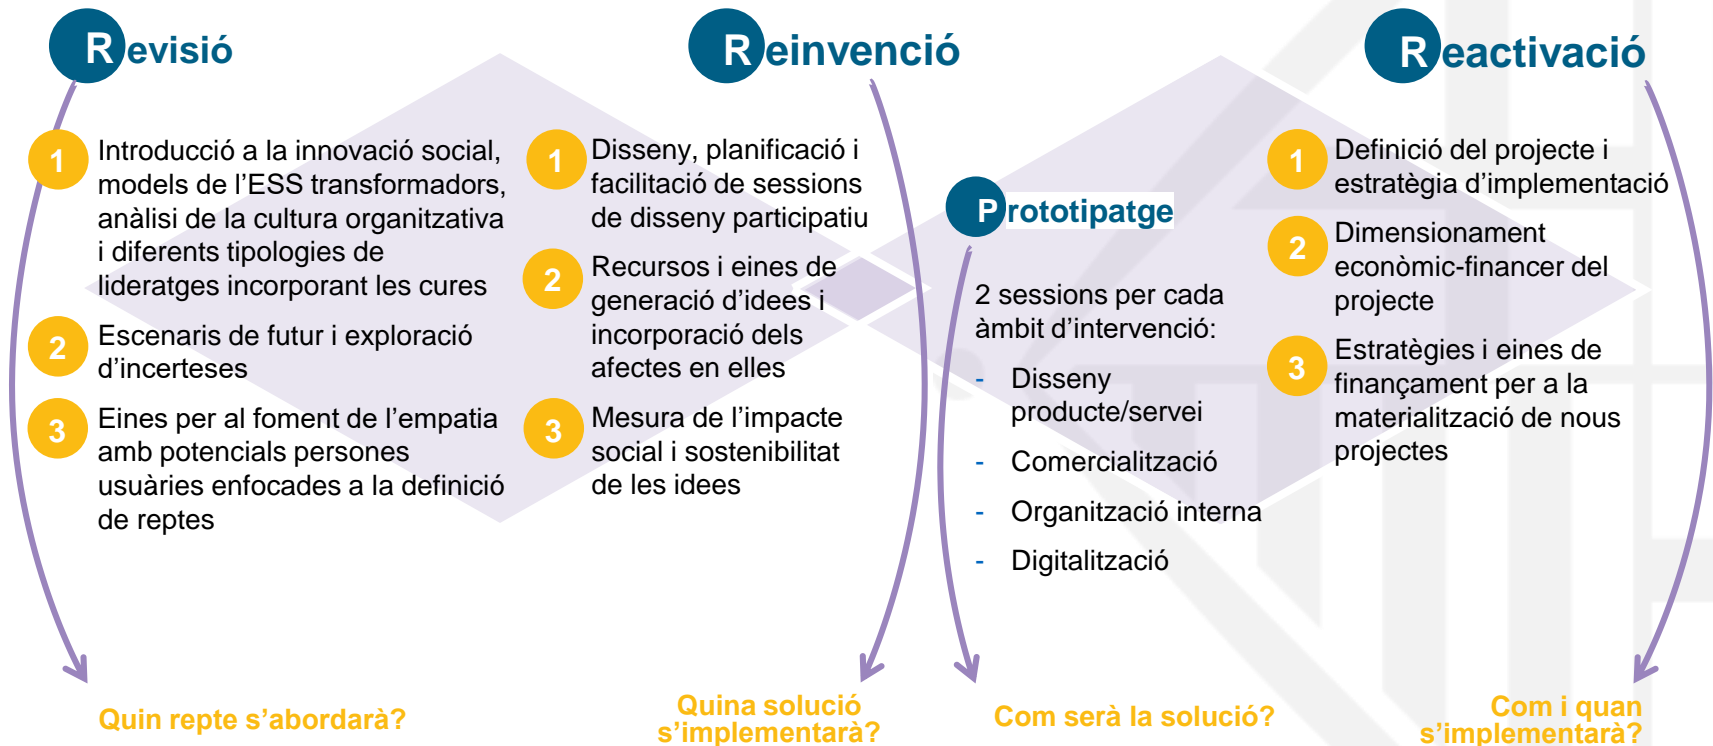 Revisió
1
Introducció a la innovació social,
models de l’ESS transformadors,
anàlisi de la cultura organitzativa
i diferents tipologies de
lideratges incorporant les cures
2
Escenaris de futur i exploració
d’incerteses
3
Eines per al foment de l’empatia
amb potencials persones
usuàries enfocades a la definició
de reptes
Quin repte s’abordarà?
Reinvenció
1
Disseny, planificació i
facilitació de sessions
de disseny participatiu
2
Recursos i eines de
generació d’idees i
incorporació dels
afectes en elles
3
Mesura de l’impacte
social i sostenibilitat
de les idees
Quina solució
s’implementarà?
Prototipatge
2 sessions per cada
àmbit d’intervenció:
- Disseny
producte/servei
- Comercialització
- Organització interna
- Digitalització
Com serà la solució?
Reactivació
1
Definició del projecte i
estratègia d’implementació
2
Dimensionament
econòmic-financer del
projecte
3
Estratègies i eines de
finançament per a la
materialització de nous
projectes
Com i quan
s’implementarà?